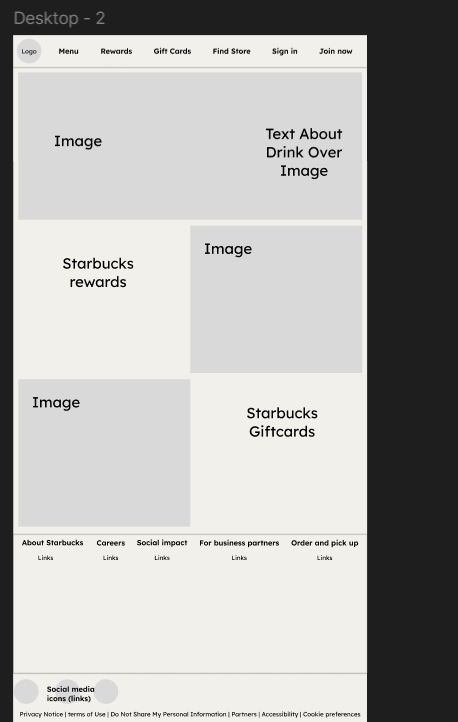 Desktop - 2
Logo Menu Rewards Gift Cards Find Store Sign in Join now
Image
Text About
Drink Over
Image
Starbucks
rewards
Image
Image
Starbucks
Giftcards
About Starbucks Careers Social impact For business partners Order and pick up
Links Links Links Links Links
Social media
icons (links)
Privacy Notice | terms of Use | Do Not Share My Personal Information | Partners | Accessibility | Cookie preferences